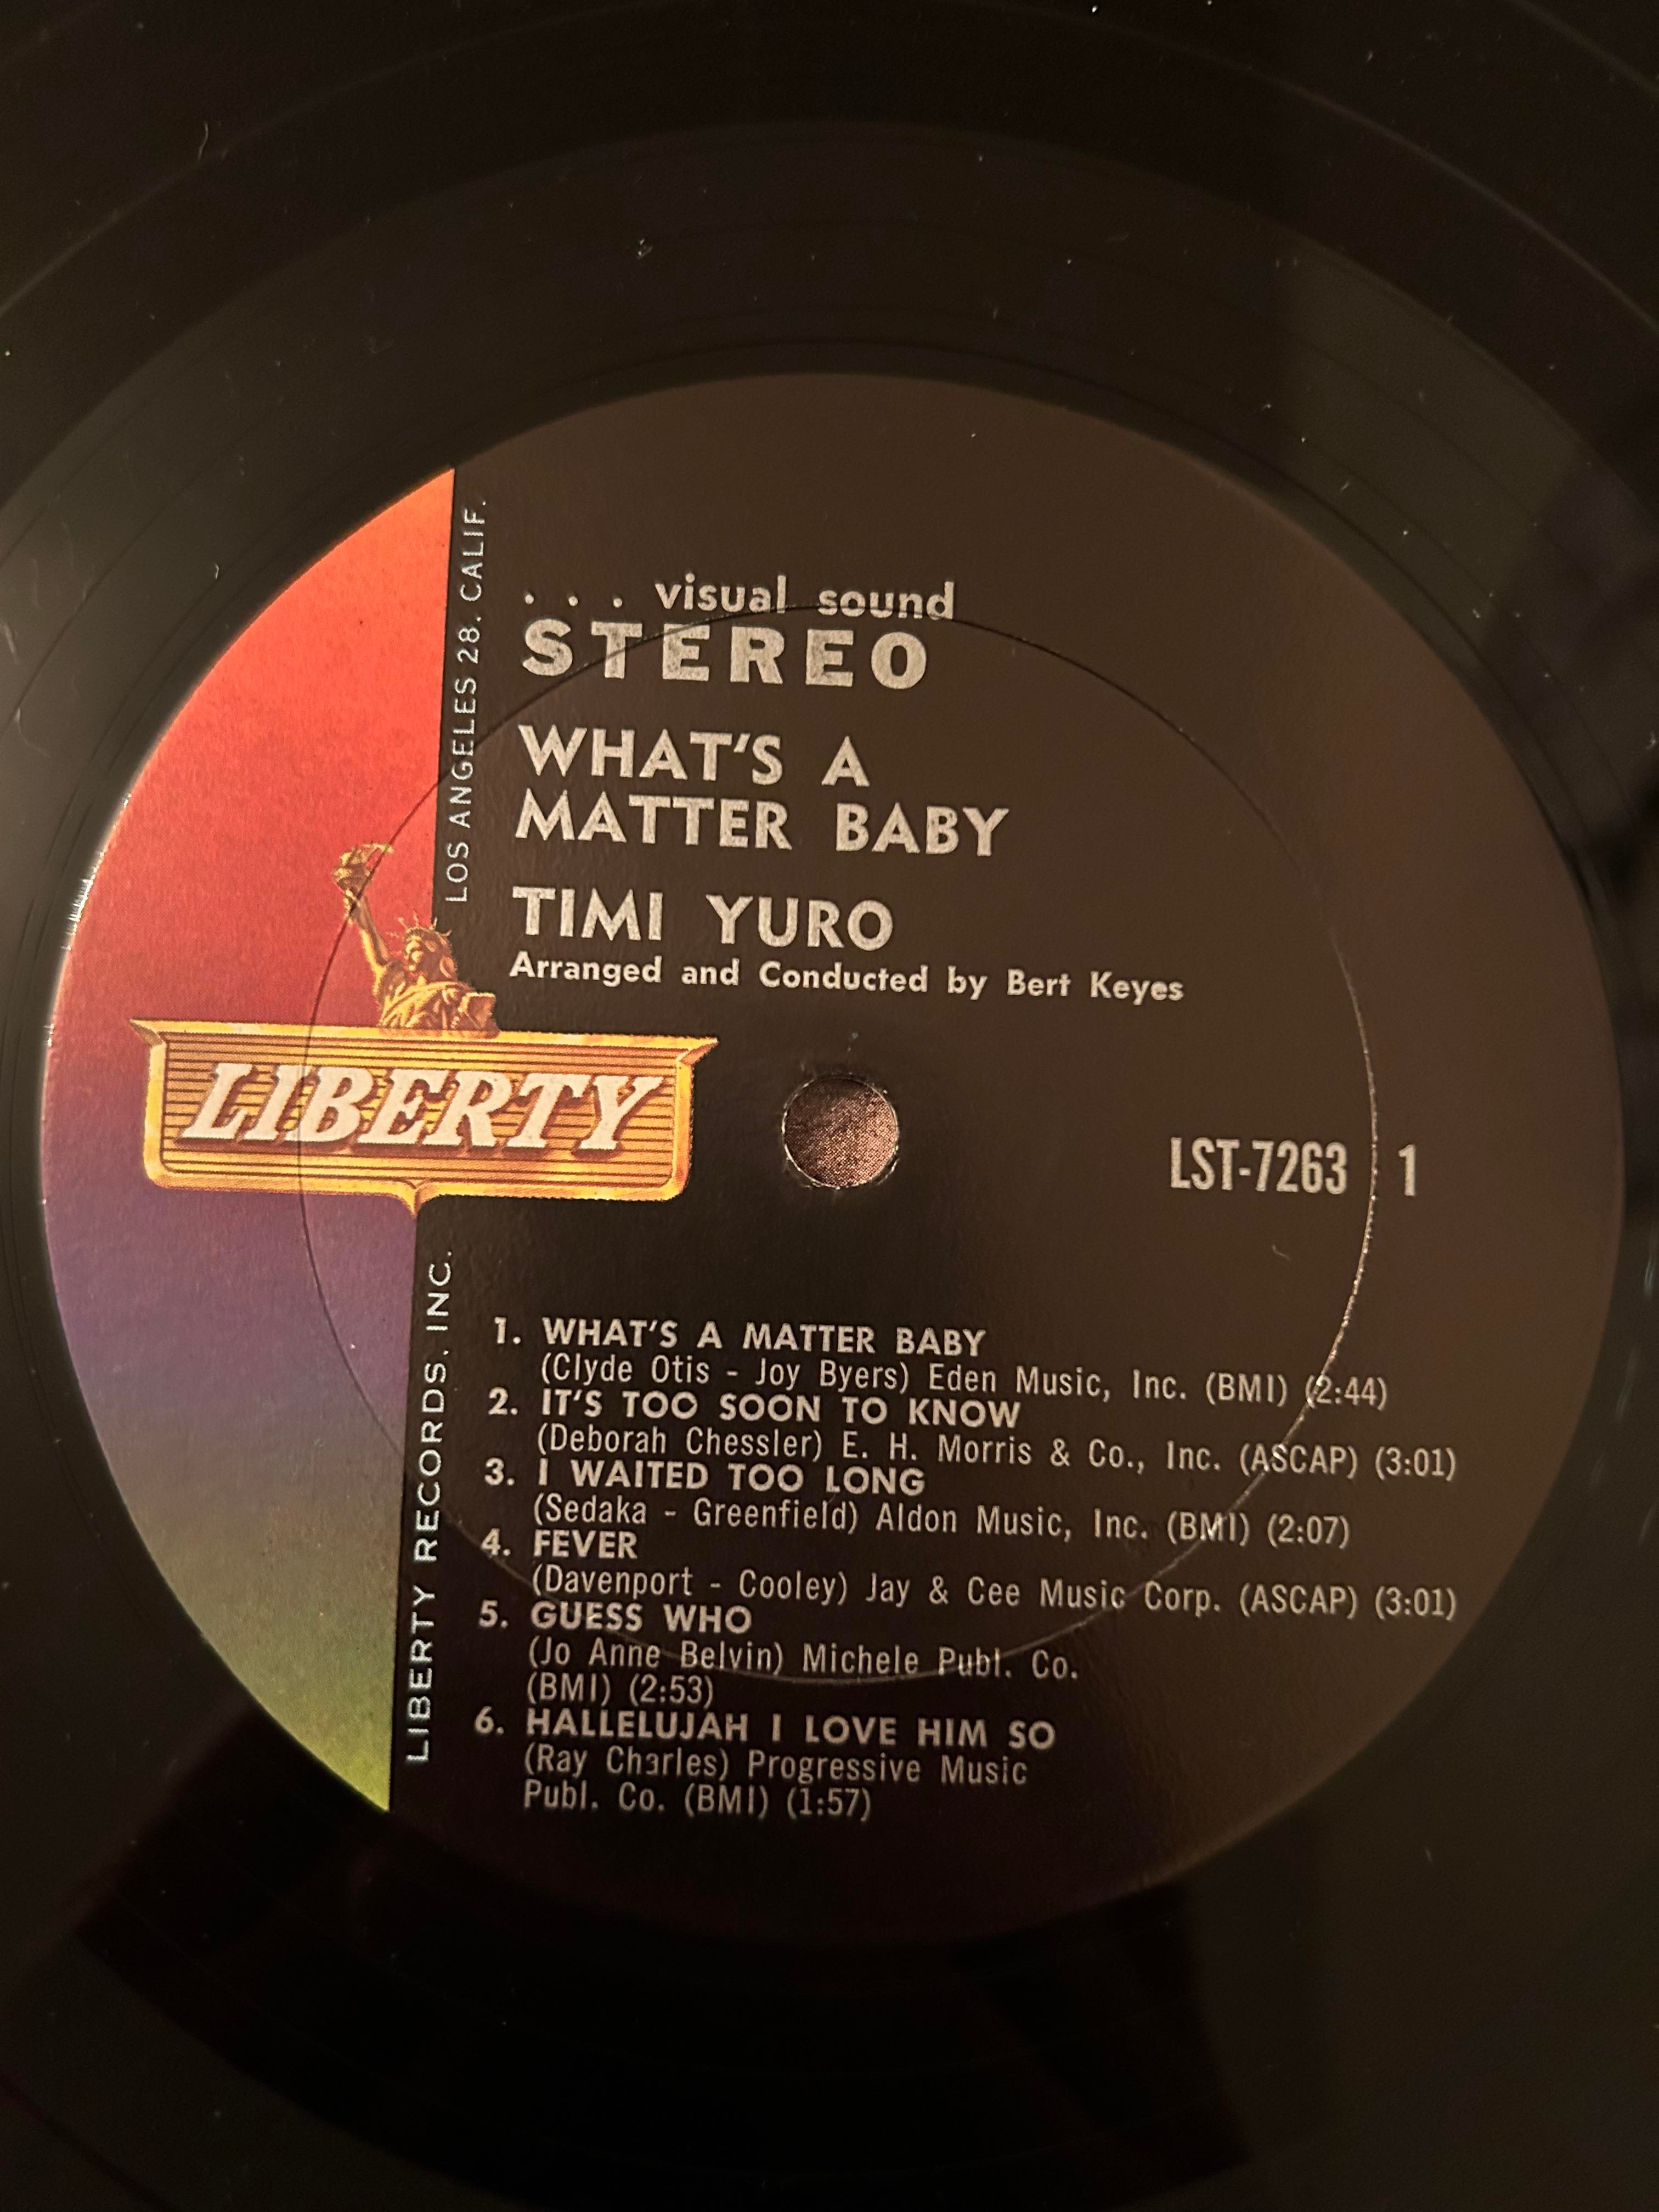 . . . visual sound
STEREO
WHAT'S A
MATTER BABY
TIMI YURO
Arranged and Conducted by Bert Keyes
LIBERTY
LST-7263 1
1. WHAT'S A MATTER BABY
(Clyde Otis - Joy Byers) Eden Music, Inc. (BMI) (2:44)
2. IT'S TOO SOON TO KNOW
(Deborah Chessler) E. H. Morris & Co., Inc. (ASCAP) (3:01)
3. I WAITED TOO LONG
(Sedaka - Greenfield) Aldon Music, Inc. (BMI) (2:07)
4. FEVER
(Davenport - Cooley) Jay & Cee Music Corp. (ASCAP) (3:01)
5. GUESS WHO
(Jo Anne Belvin) Michele Publ. Co.
(BMI) (2:53)
6. HALLELUJAH I LOVE HIM SO
(Ray Charles) Progressive Music
Publ. Co. (BMI) (1:57)
LIBERTY RECORDS, INC.
LOS ANGELES 28, CALIF.